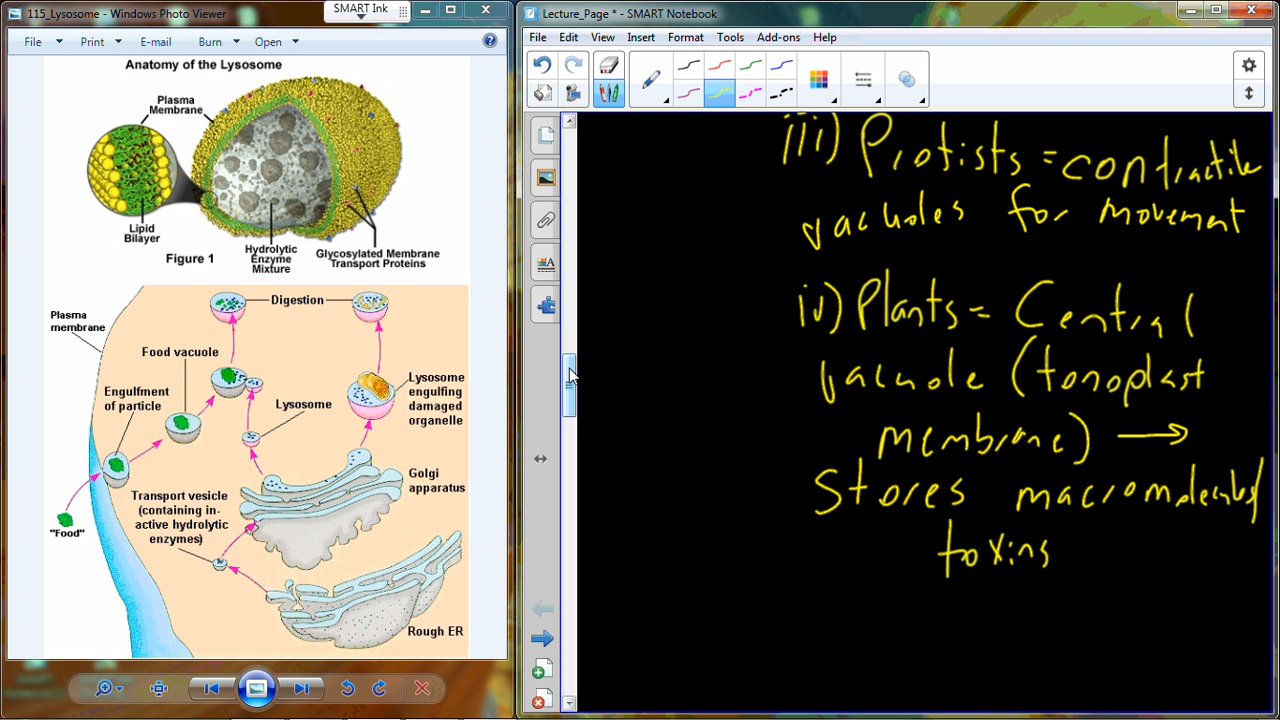 115_Lysosome - Windows Photo Viewer
SMART Ink
File Print E-mail Burn Open
Anatomy of the Lysosome
Plasma
Membrane
Lipid
Bilayer
Figure 1
Hydrolytic
Enzyme
Mixture
Glycosylated Membrane
Transport Proteins
Digestion
Plasma
membrane
Food vacuole
Engulfment
of particle
Lysosome
Lysosome
engulfing
damaged
organelle
Golgi
apparatus
Transport vesicle
(containing in-
active hydrolytic
enzymes)
"Food"
Rough ER
Lecture_Page * - SMART Notebook
File Edit View Insert Format Tools Add-ons Help
iii) Protists = contractile
vacuoles for movement
iv) Plants = Central
vacuole (tonoplast
membrane) →
Stores macromolecules/
toxins